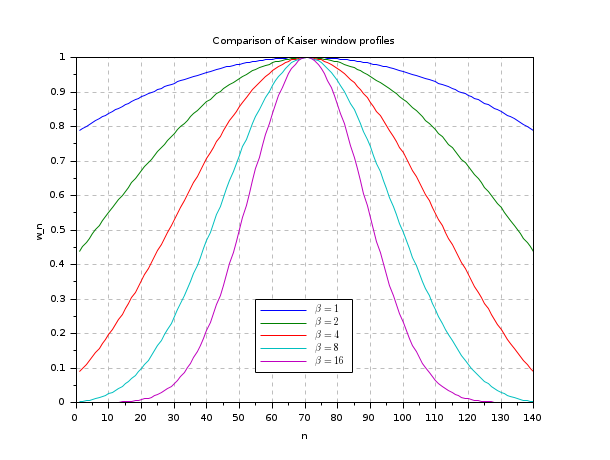 Comparison of Kaiser window profiles
1
0.9
0.8
0.7
0.6
0.5
0.4
0.3
0.2
0.1
0
w_n
β = 1
β = 2
β = 4
β = 8
β = 16
0 10 20 30 40 50 60 70 80 90 100 110 120 130 140
n